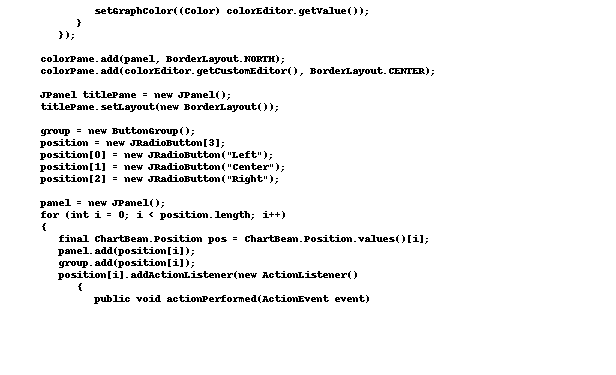 setGraphColor((Color) colorEditor.getValue());
}
});
colorPane.add(panel, BorderLayout.NORTH);
colorPane.add(colorEditor.getCustomEditor(), BorderLayout.CENTER);
JPanel titlePane = new JPanel();
titlePane.setLayout(new BorderLayout());
group = new ButtonGroup();
position = new JRadioButton[3];
position[0] = new JRadioButton("Left");
position[1] = new JRadioButton("Center");
position[2] = new JRadioButton("Right");
panel = new JPanel();
for (int i = 0; i < position.length; i++)
{
final ChartBean.Position pos = ChartBean.Position.values()[i];
panel.add(position[i]);
group.add(position[i]);
position[i].addActionListener(new ActionListener()
{
public void actionPerformed(ActionEvent event)